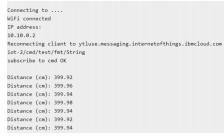 Connecting to ....
WiFi connected
IP address:
10.10.0.2
Reconnecting client to ytluse.messaging.internetofthings.ibmcloud.com
iot-2/cmd/test/fmt/String
subscribe to cmd OK
Distance (cm): 399.92
Distance (cm): 399.96
Distance (cm): 399.94
Distance (cm): 399.98
Distance (cm): 399.94
Distance (cm): 399.92
Distance (cm): 399.94